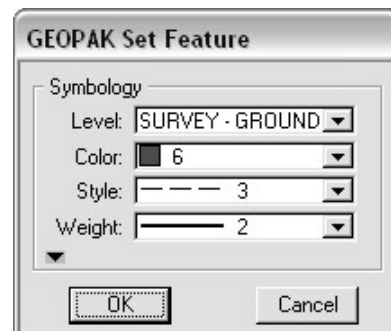 GEOPAK Set Feature
Symbology
Level: SURVEY - GROUND
Color: 6
Style: 3
Weight: 2
OK Cancel